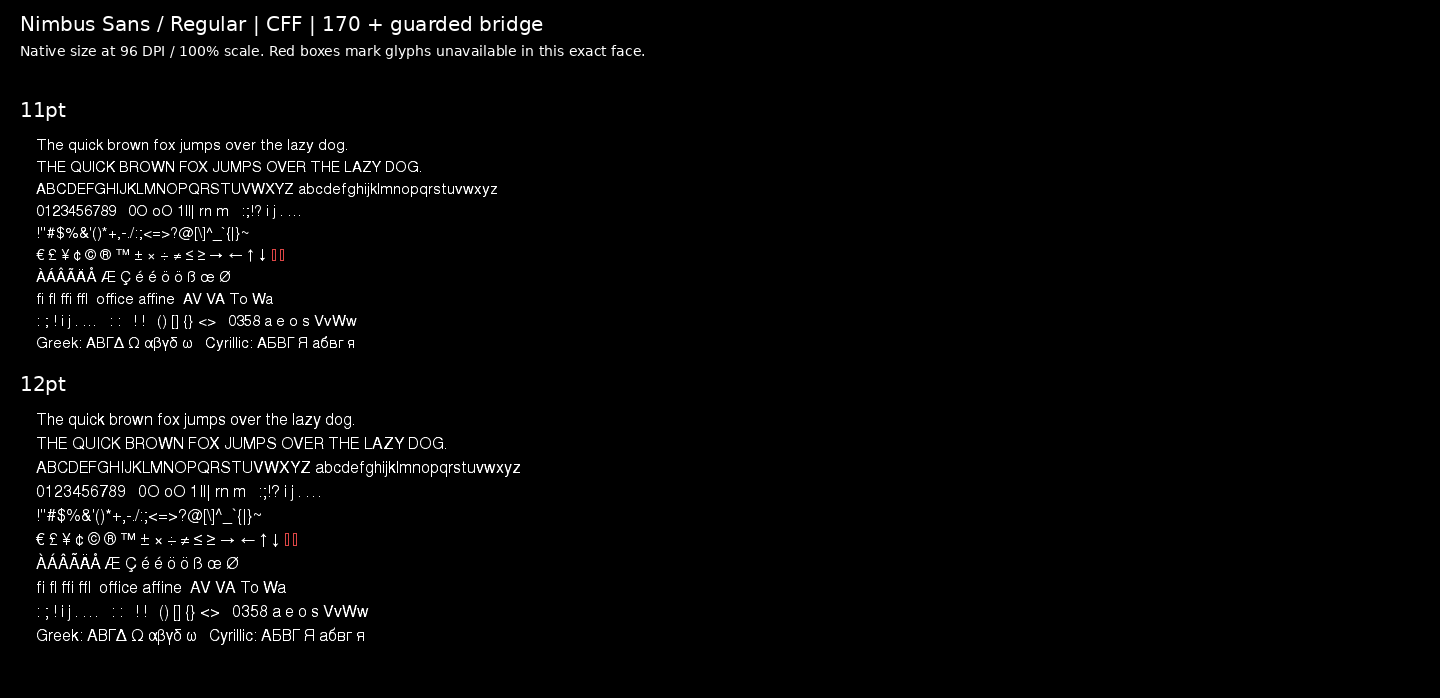 Nimbus Sans / Regular | CFF | 170 + guarded bridge
Native size at 96 DPI / 100% scale. Red boxes mark glyphs unavailable in this exact face.
11pt
The quick brown fox jumps over the lazy dog.
THE QUICK BROWN FOX JUMPS OVER THE LAZY DOG.
ABCDEFGHIJKLMNOPQRSTUVWXYZ abcdefghijklmnopqrstuvwxyz
0123456789 0O oO 1Il| rn m :;!? i j . …
!"#$%&'()*+,-./:;<=>?@[\]^_`{|}~
€ £ ¥ ¢ © ® ™ ± × ÷ ≠ ≤ ≥ → ← ↑ ↓
ÀÁÂÃÄÅ Æ Ç é é ö ö ß œ Ø
fi fl ffi ffl office affine AV VA To Wa
: ; ! i j . … : : ! ! () [] {} <> 0358 a e o s VvWw
Greek: ΑΒΓΔ Ω αβγδ ω Cyrillic: АБВГ Я абвг я
12pt
The quick brown fox jumps over the lazy dog.
THE QUICK BROWN FOX JUMPS OVER THE LAZY DOG.
ABCDEFGHIJKLMNOPQRSTUVWXYZ abcdefghijklmnopqrstuvwxyz
0123456789 0O oO 1Il| rn m :;!? i j . …
!"#$%&'()*+,-./:;<=>?@[\]^_`{|}~
€ £ ¥ ¢ © ® ™ ± × ÷ ≠ ≤ ≥ → ← ↑ ↓
ÀÁÂÃÄÅ Æ Ç é é ö ö ß œ Ø
fi fl ffi ffl office affine AV VA To Wa
: ; ! i j . … : : ! ! () [] {} <> 0358 a e o s VvWw
Greek: ΑΒΓΔ Ω αβγδ ω Cyrillic: АБВГ Я абвг я